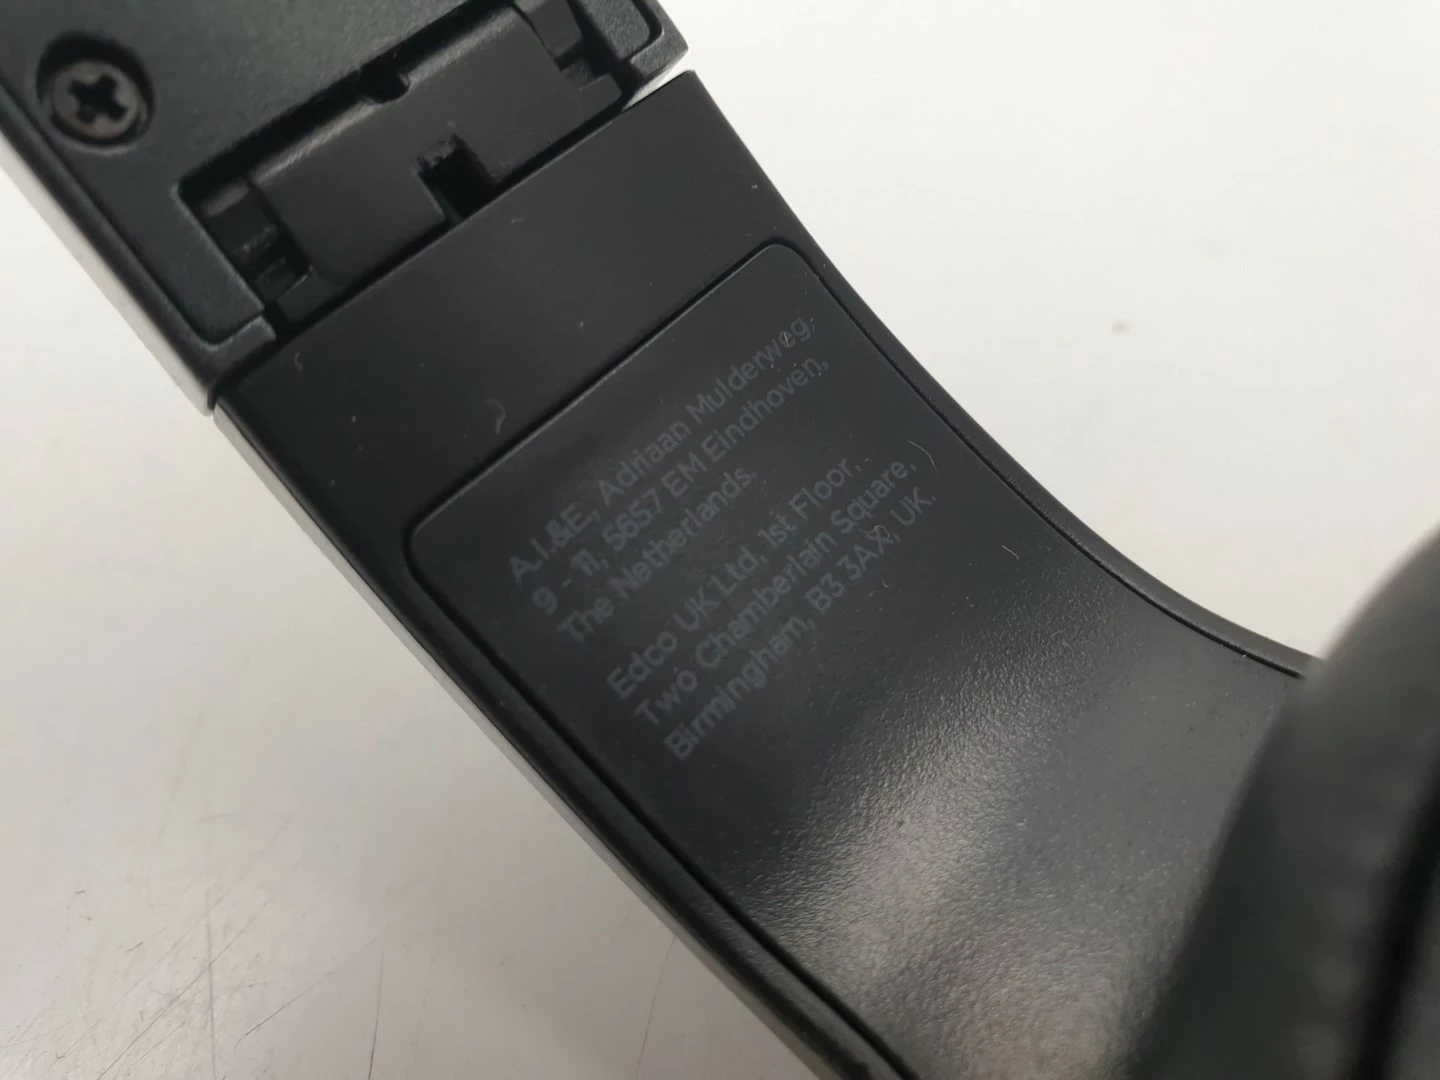 A.I.&E., Adriaan Mulderweg
9 - 11, 5657 EM Eindhoven,
The Netherlands.
Edco UK Ltd, 1st Floor,
Two Chamberlain Square,
Birmingham, B3 3AX, UK.